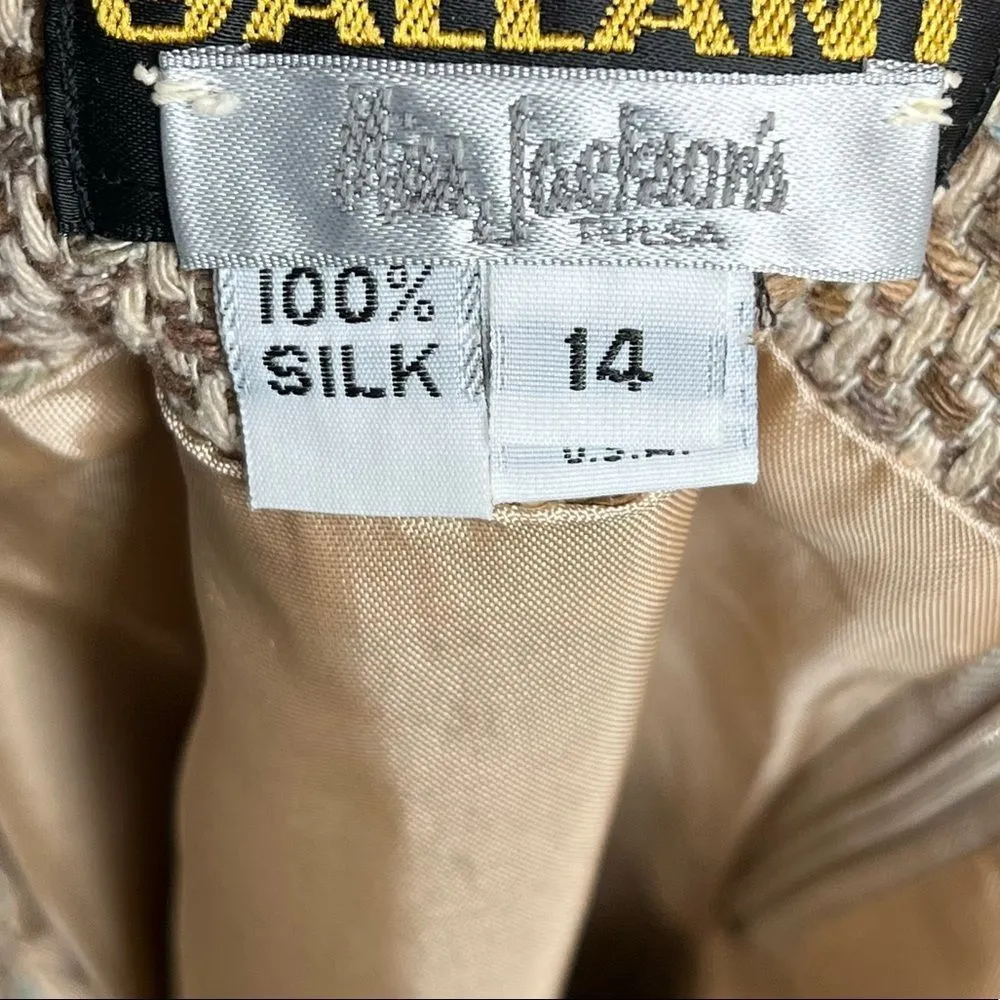 GALLANT
Miss Jackson's
TULSA
100%
SILK
14
U.S.A.